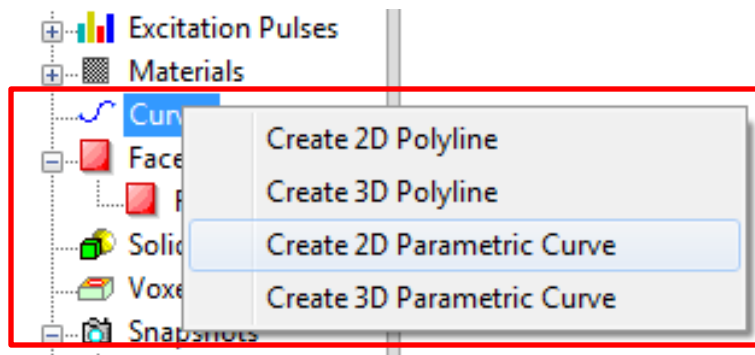 Excitation Pulses
Materials
Create 2D Polyline
Create 3D Polyline
Create 2D Parametric Curve
Create 3D Parametric Curve
Snapshots